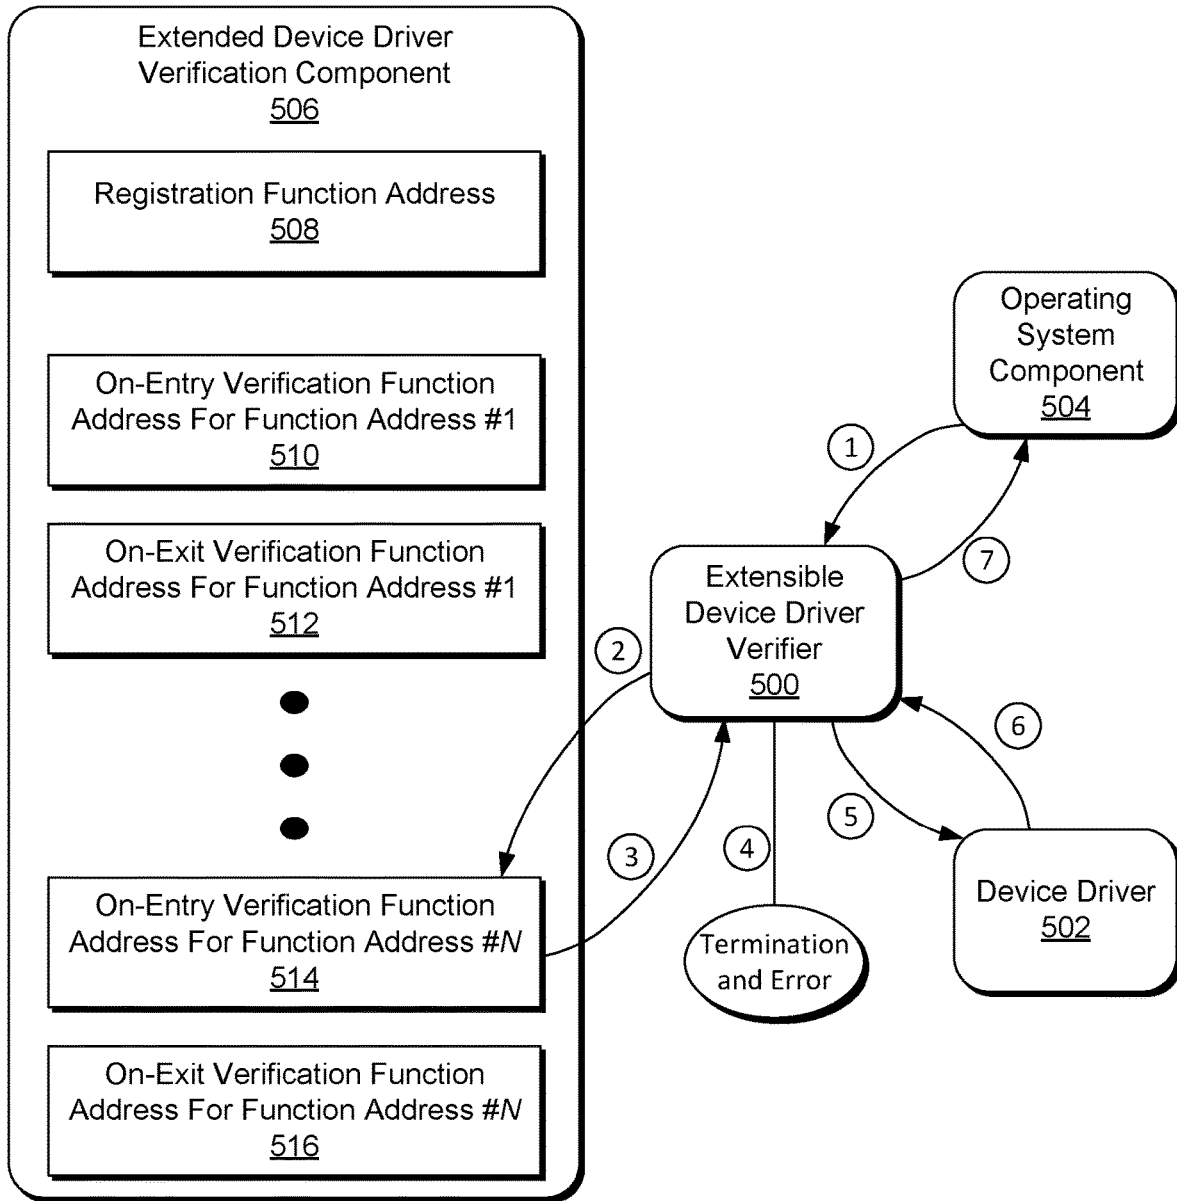 Extended Device Driver
Verification Component
506
Registration Function Address
508
On-Entry Verification Function
Address For Function Address #1
510
On-Exit Verification Function
Address For Function Address #1
512
On-Entry Verification Function
Address For Function Address #N
514
On-Exit Verification Function
Address For Function Address #N
516
Operating
System
Component
504
1
7
Extensible
Device Driver
Verifier
500
2
3
4
5
6
Termination
and Error
Device Driver
502